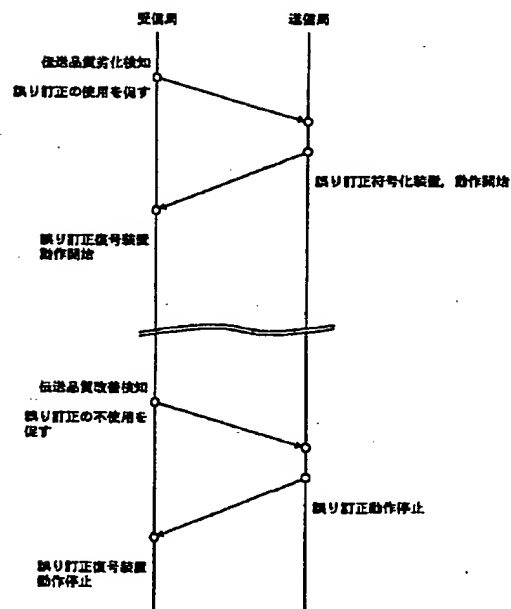 受信局
送信局
伝送品質劣化検知
誤り訂正の使用を促す
誤り訂正符号化装置，動作開始
誤り訂正復号装置
動作開始
伝送品質改善検知
誤り訂正の不使用を
促す
誤り訂正動作停止
誤り訂正復号装置
動作停止